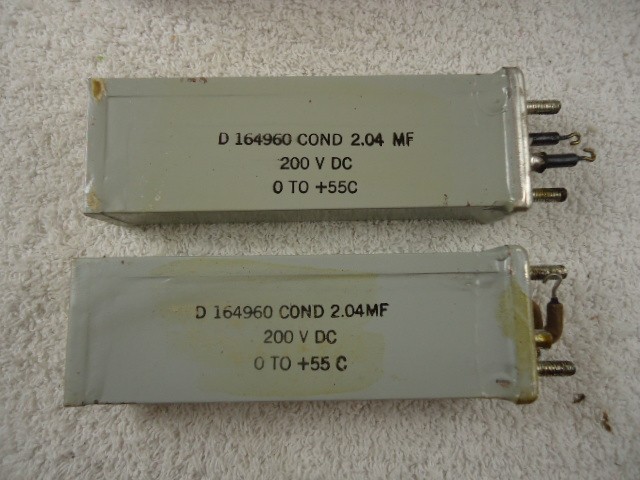 D 164960 COND 2.04 MF
200 V DC
0 TO +55C
D 164960 COND 2.04MF
200 V DC
0 TO +55 C